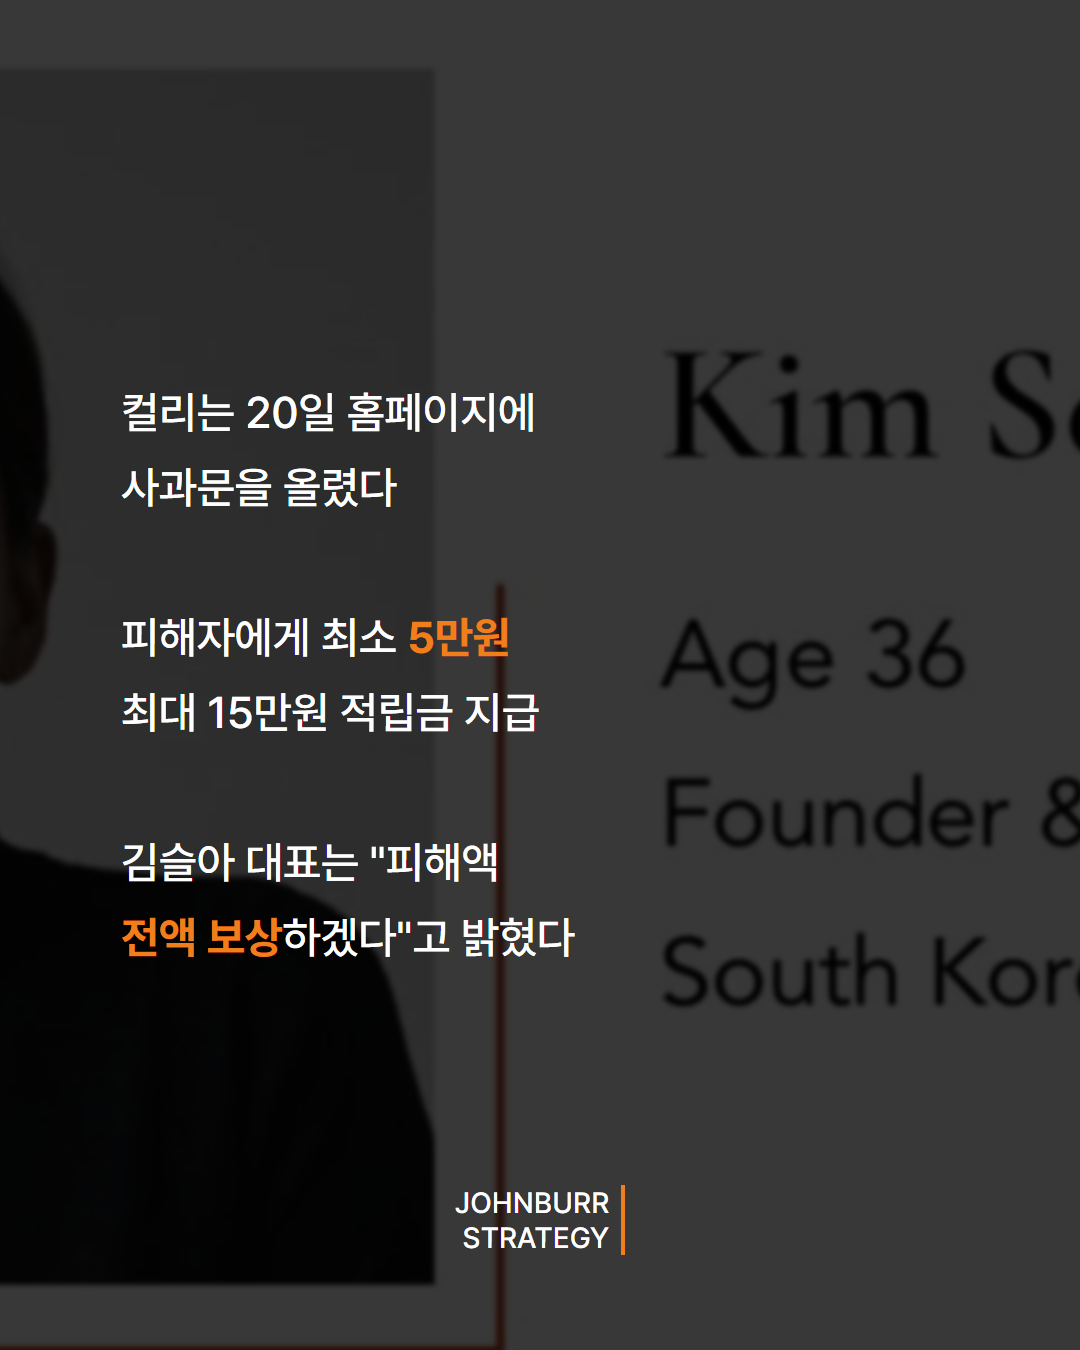 컬리는 20일 홈페이지에
사과문을 올렸다
피해자에게 최소 5만원
최대 15만원 적립금 지급
김슬아 대표는 "피해액
전액 보상하겠다"고 밝혔다
Kim
Age 36
Founder &
South
JOHNBURR
STRATEGY